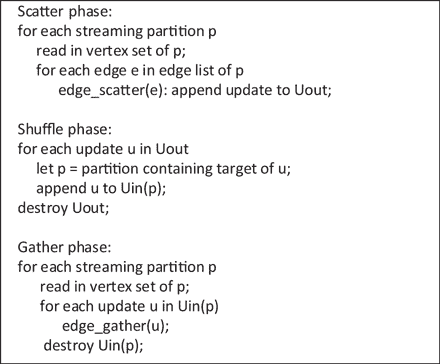 Scatter phase:
for each streaming partition p
read in vertex set of p;
for each edge e in edge list of p
edge_scatter(e): append update to Uout;
Shuffle phase:
for each update u in Uout
let p = partition containing target of u;
append u to Uin(p);
destroy Uout;
Gather phase:
for each streaming partition p
read in vertex set of p;
for each update u in Uin(p)
edge_gather(u);
destroy Uin(p);